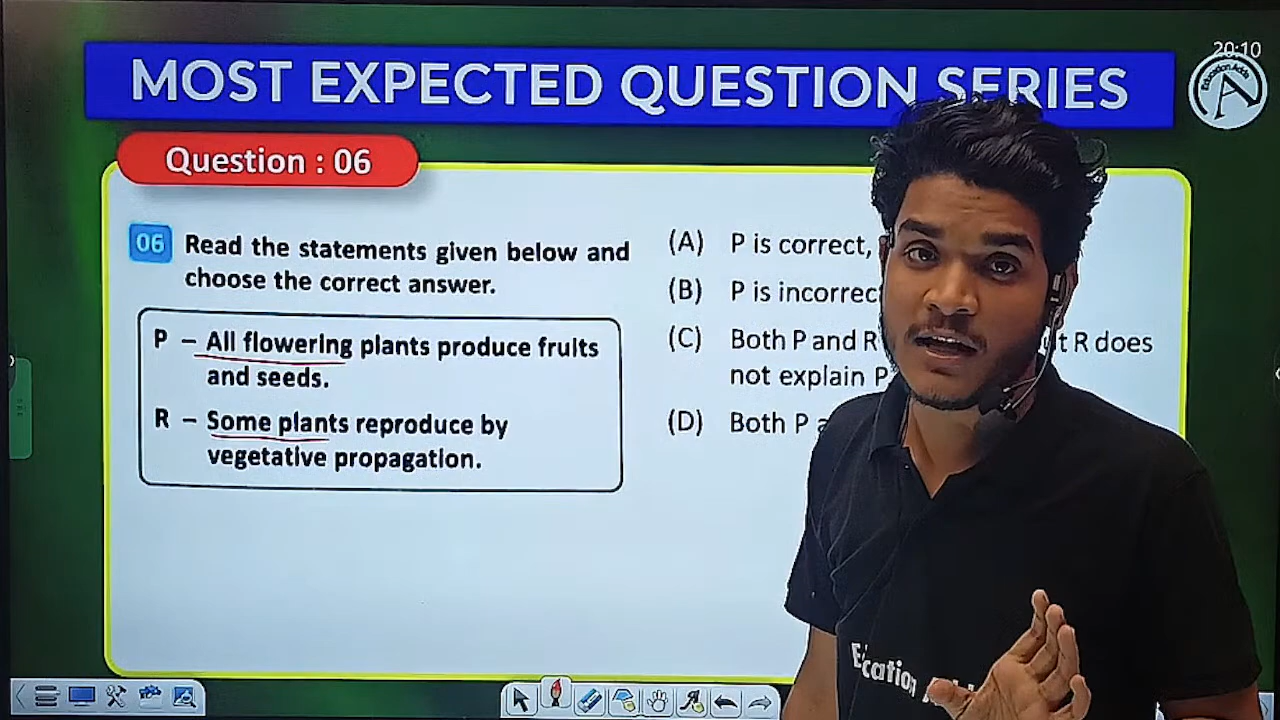 20:10
MOST EXPECTED QUESTION SERIES
Education Adda
Question : 06
06 Read the statements given below and
choose the correct answer.
P – All flowering plants produce fruits
and seeds.
R – Some plants reproduce by
vegetative propagation.
(A) P is correct,
(B) P is incorrect
(C) Both P and R R does
not explain P
(D) Both P